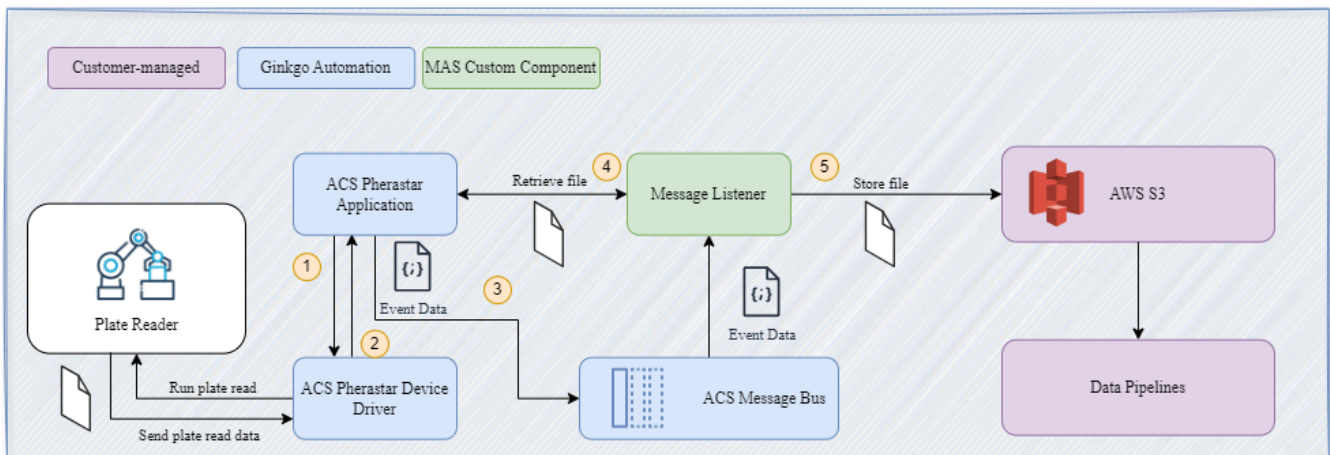 Customer-managed
Ginkgo Automation
MAS Custom Component
ACS Pherastar
Application
4
Retrieve file
Message Listener
5
Store file
AWS S3
1
{;}
Event Data
3
{;}
Event Data
Plate Reader
2
Run plate read
ACS Pherastar Device
Driver
Send plate read data
ACS Message Bus
Data Pipelines